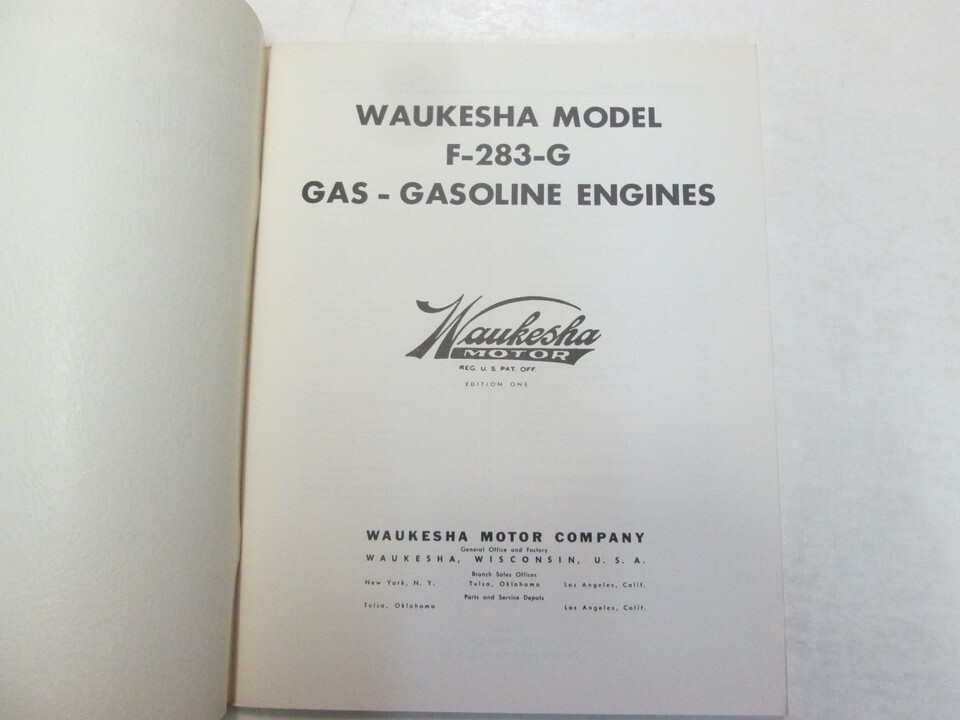 WAUKESHA MODEL
F-283-G
GAS - GASOLINE ENGINES
Waukesha
MOTOR
REG. U. S. PAT. OFF.
EDITION ONE
WAUKESHA MOTOR COMPANY
General Office and Factory
WAUKESHA, WISCONSIN, U. S. A.
Branch Sales Offices
New York, N. Y. Tulsa, Oklahoma Los Angeles, Calif.
Parts and Service Depots
Tulsa, Oklahoma Los Angeles, Calif.